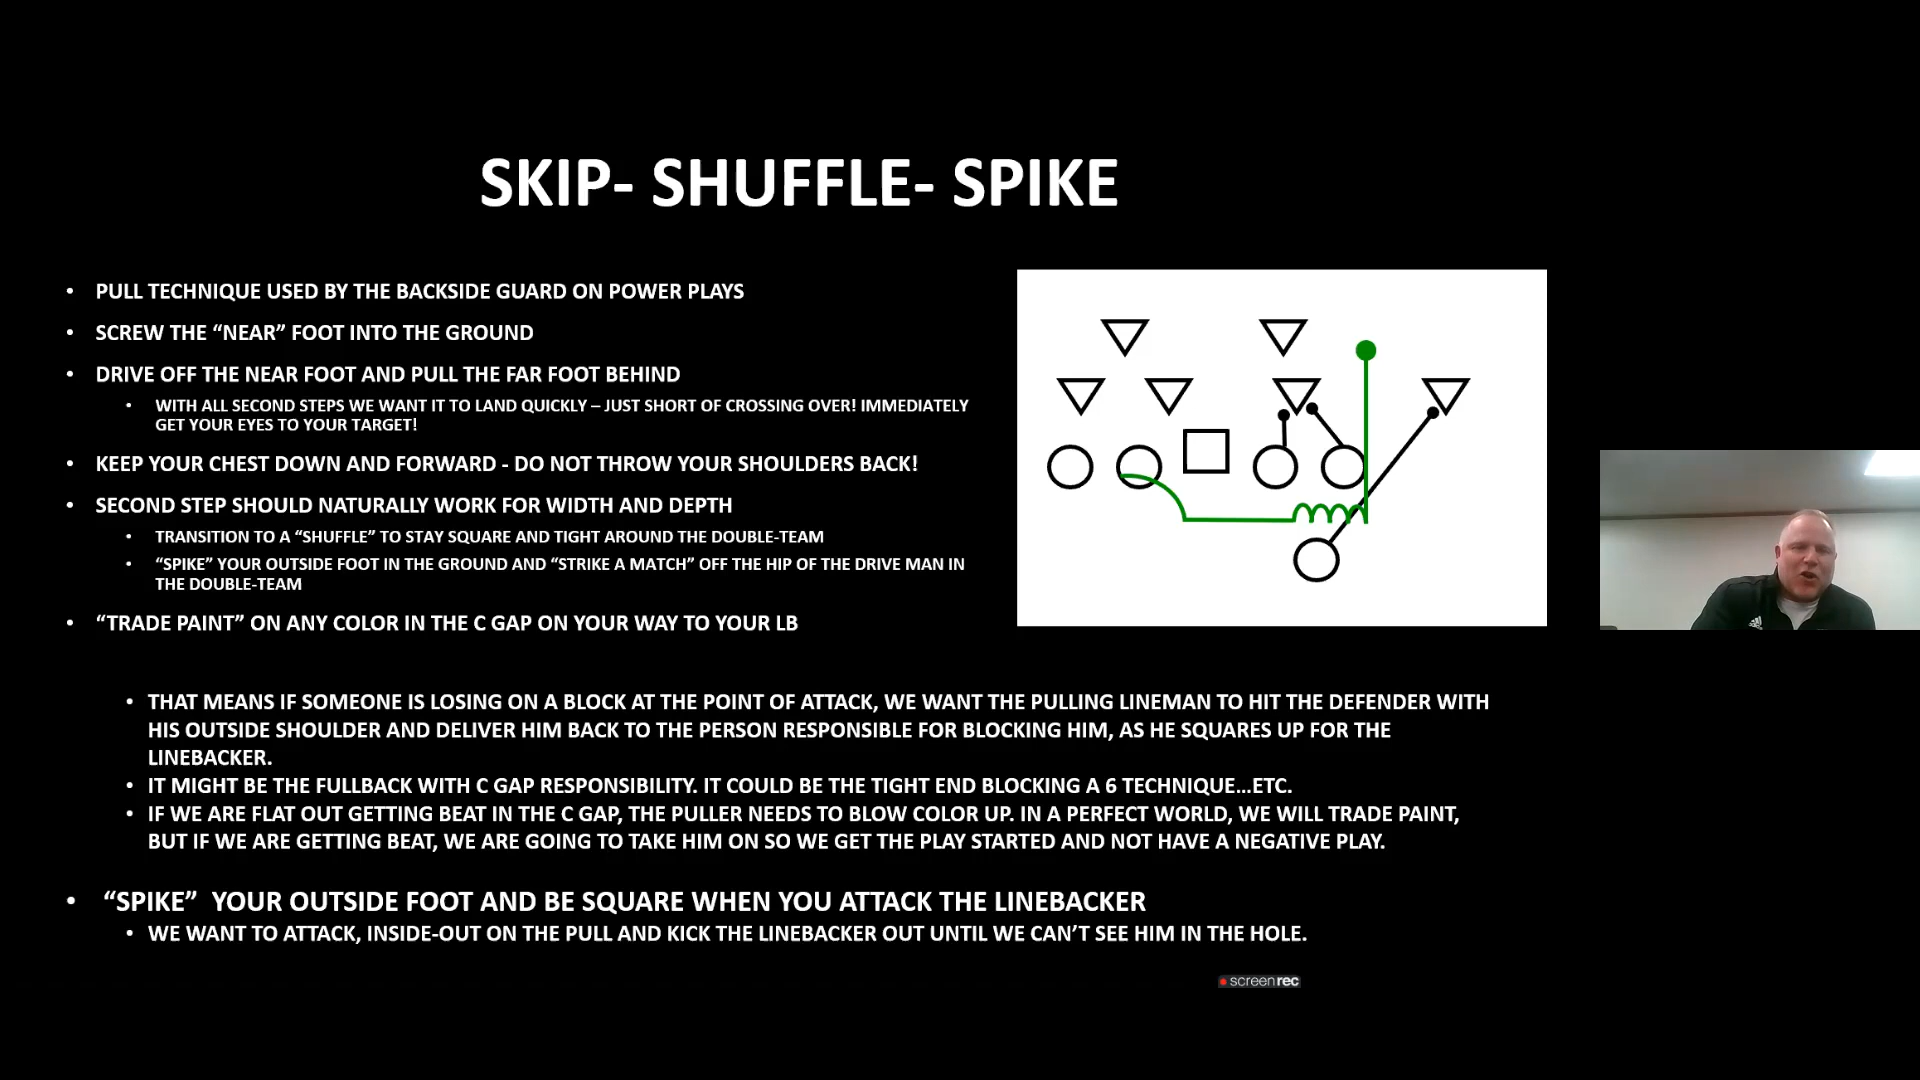 SKIP- SHUFFLE- SPIKE
• PULL TECHNIQUE USED BY THE BACKSIDE GUARD ON POWER PLAYS
• SCREW THE “NEAR” FOOT INTO THE GROUND
• DRIVE OFF THE NEAR FOOT AND PULL THE FAR FOOT BEHIND
• WITH ALL SECOND STEPS WE WANT IT TO LAND QUICKLY – JUST SHORT OF CROSSING OVER! IMMEDIATELY
GET YOUR EYES TO YOUR TARGET!
• KEEP YOUR CHEST DOWN AND FORWARD - DO NOT THROW YOUR SHOULDERS BACK!
• SECOND STEP SHOULD NATURALLY WORK FOR WIDTH AND DEPTH
• TRANSITION TO A “SHUFFLE” TO STAY SQUARE AND TIGHT AROUND THE DOUBLE-TEAM
• “SPIKE” YOUR OUTSIDE FOOT IN THE GROUND AND “STRIKE A MATCH” OFF THE HIP OF THE DRIVE MAN IN
THE DOUBLE-TEAM
• “TRADE PAINT” ON ANY COLOR IN THE C GAP ON YOUR WAY TO YOUR LB
• THAT MEANS IF SOMEONE IS LOSING ON A BLOCK AT THE POINT OF ATTACK, WE WANT THE PULLING LINEMAN TO HIT THE DEFENDER WITH
HIS OUTSIDE SHOULDER AND DELIVER HIM BACK TO THE PERSON RESPONSIBLE FOR BLOCKING HIM, AS HE SQUARES UP FOR THE
LINEBACKER.
• IT MIGHT BE THE FULLBACK WITH C GAP RESPONSIBILITY. IT COULD BE THE TIGHT END BLOCKING A 6 TECHNIQUE…ETC.
• IF WE ARE FLAT OUT GETTING BEAT IN THE C GAP, THE PULLER NEEDS TO BLOW COLOR UP. IN A PERFECT WORLD, WE WILL TRADE PAINT,
BUT IF WE ARE GETTING BEAT, WE ARE GOING TO TAKE HIM ON SO WE GET THE PLAY STARTED AND NOT HAVE A NEGATIVE PLAY.
• “SPIKE” YOUR OUTSIDE FOOT AND BE SQUARE WHEN YOU ATTACK THE LINEBACKER
• WE WANT TO ATTACK, INSIDE-OUT ON THE PULL AND KICK THE LINEBACKER OUT UNTIL WE CAN’T SEE HIM IN THE HOLE.
screenrec